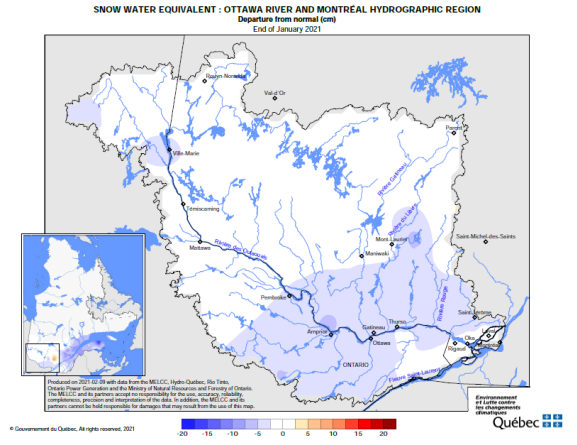 SNOW WATER EQUIVALENT : OTTAWA RIVER AND MONTRÉAL HYDROGRAPHIC REGION
Departure from normal (cm)
End of January 2021
Rouyn-Noranda
Val-d'Or
Parent
Ville-Marie
Rivière Gatineau
Témiscaming
Rivière du Lièvre
Mont-Laurier
Saint-Michel-des-Saints
Mattawa
Rivière des Outaouais
Maniwaki
Pembroke
Rivière Rouge
Saint-Jérôme
Thurso
Arnprior
Gatineau
Ottawa
Oka
Laval
Montréal
Rigaud
ONTARIO
Fleuve Saint-Laurent
Produced on 2021-02-09 with data from the MELCC, Hydro-Québec, Rio Tinto,
Ontario Power Generation and the Ministry of Natural Resources and Forestry of Ontario.
The MELCC and its partners accept no responsibility for the use, accuracy, reliability,
completeness, precision and interpretation of the data. In addition, the MELCC and its
partners cannot be held responsible for damages that may result from the use of this map.
Environnement
et Lutte contre
les changements
climatiques
Québec
© Gouvernement du Québec, All rights reserved, 2021
-20 -15 -10 -5 0 5 10 15 20